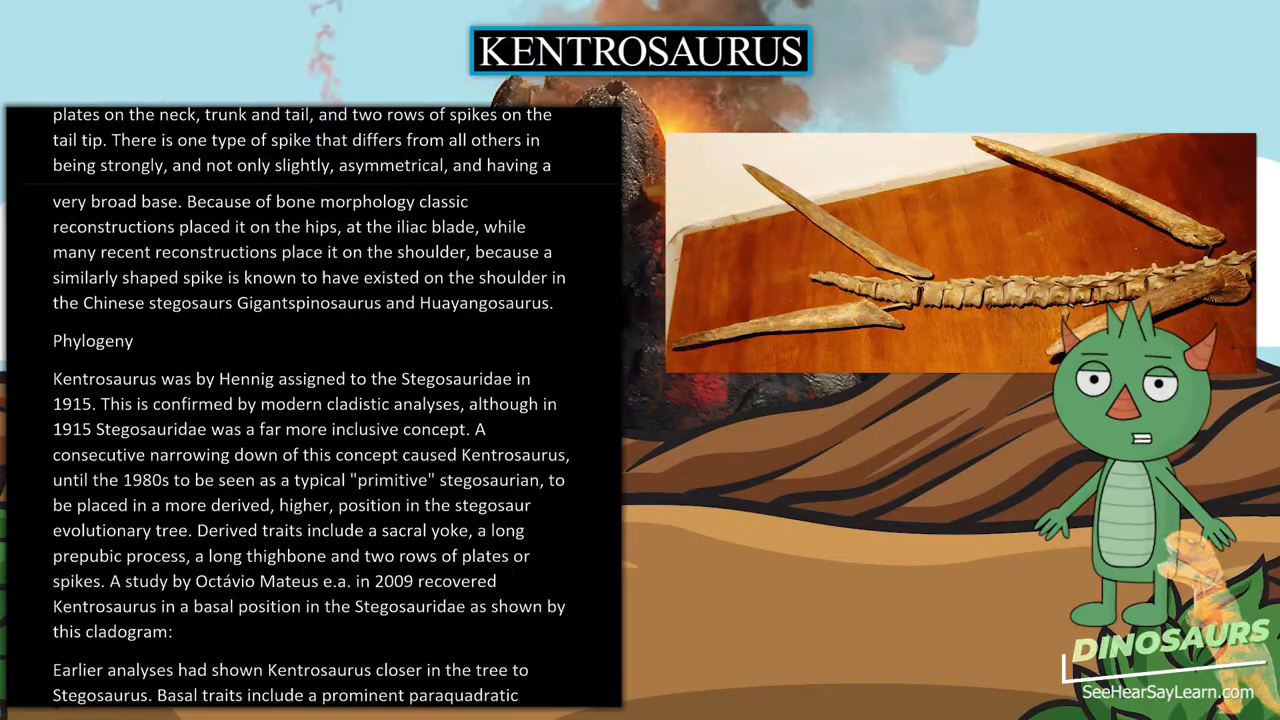 KENTROSAURUS
plates on the neck, trunk and tail, and two rows of spikes on the
tail tip. There is one type of spike that differs from all others in
being strongly, and not only slightly, asymmetrical, and having a
very broad base. Because of bone morphology classic
reconstructions placed it on the hips, at the iliac blade, while
many recent reconstructions place it on the shoulder, because a
similarly shaped spike is known to have existed on the shoulder in
the Chinese stegosaurs Gigantspinosaurus and Huayangosaurus.
Phylogeny
Kentrosaurus was by Hennig assigned to the Stegosauridae in
1915. This is confirmed by modern cladistic analyses, although in
1915 Stegosauridae was a far more inclusive concept. A
consecutive narrowing down of this concept caused Kentrosaurus,
until the 1980s to be seen as a typical "primitive" stegosaurian, to
be placed in a more derived, higher, position in the stegosaur
evolutionary tree. Derived traits include a sacral yoke, a long
prepubic process, a long thighbone and two rows of plates or
spikes. A study by Octávio Mateus e.a. in 2009 recovered
Kentrosaurus in a basal position in the Stegosauridae as shown by
this cladogram:
Earlier analyses had shown Kentrosaurus closer in the tree to
Stegosaurus. Basal traits include a prominent paraquadratic
DINOSAURS
SeeHearSayLearn.com